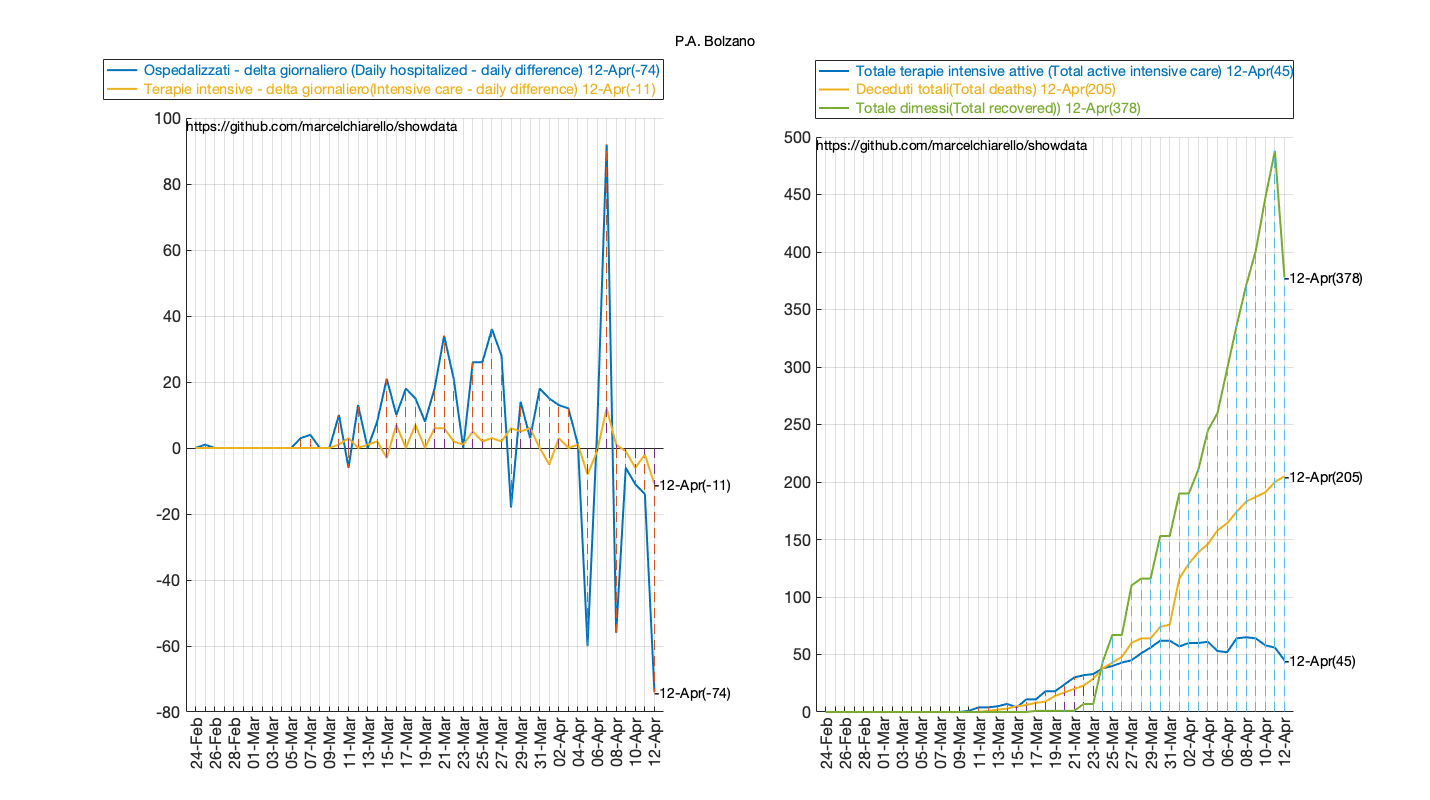 P.A. Bolzano
Ospedalizzati - delta giornaliero (Daily hospitalized - daily difference) 12-Apr(-74)
Terapie intensive - delta giornaliero(Intensive care - daily difference) 12-Apr(-11)
https://github.com/marcelchiarello/showdata
100
80
60
40
20
0
-20
-40
-60
-80
12-Apr(-11)
12-Apr(-74)
24-Feb
26-Feb
28-Feb
01-Mar
03-Mar
05-Mar
07-Mar
09-Mar
11-Mar
13-Mar
15-Mar
17-Mar
19-Mar
21-Mar
23-Mar
25-Mar
27-Mar
29-Mar
31-Mar
02-Apr
04-Apr
06-Apr
08-Apr
10-Apr
12-Apr
Totale terapie intensive attive (Total active intensive care) 12-Apr(45)
Deceduti totali(Total deaths) 12-Apr(205)
Totale dimessi(Total recovered)) 12-Apr(378)
https://github.com/marcelchiarello/showdata
500
450
400
350
300
250
200
150
100
50
0
12-Apr(378)
12-Apr(205)
12-Apr(45)
24-Feb
26-Feb
28-Feb
01-Mar
03-Mar
05-Mar
07-Mar
09-Mar
11-Mar
13-Mar
15-Mar
17-Mar
19-Mar
21-Mar
23-Mar
25-Mar
27-Mar
29-Mar
31-Mar
02-Apr
04-Apr
06-Apr
08-Apr
10-Apr
12-Apr